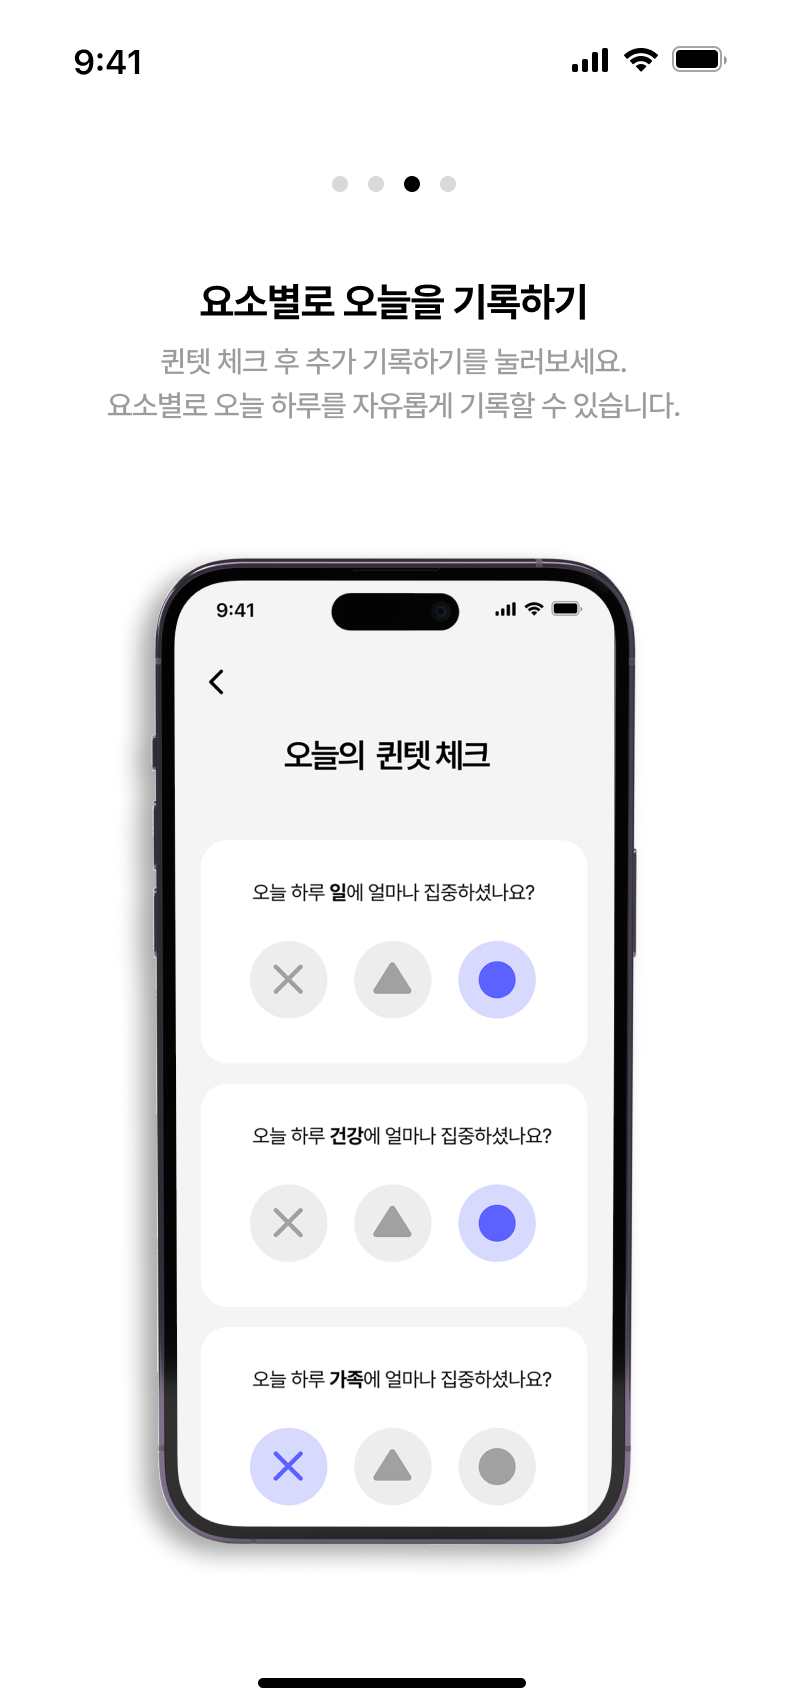 9:41
요소별로 오늘을 기록하기
퀸텟 체크 후 추가 기록하기를 눌러보세요.
요소별로 오늘 하루를 자유롭게 기록할 수 있습니다.
9:41
오늘의 퀸텟 체크
오늘 하루 일에 얼마나 집중하셨나요?
오늘 하루 건강에 얼마나 집중하셨나요?
오늘 하루 가족에 얼마나 집중하셨나요?